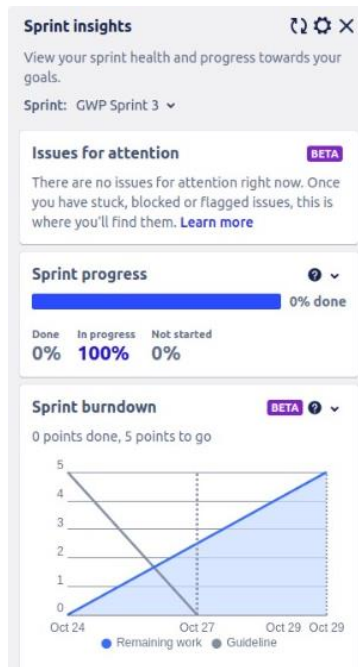 Sprint insights
View your sprint health and progress towards your
goals.
Sprint: GWP Sprint 3
Issues for attention BETA
There are no issues for attention right now. Once
you have stuck, blocked or flagged issues, this is
where you'll find them. Learn more
Sprint progress
0% done
Done In progress Not started
0% 100% 0%
Sprint burndown BETA
0 points done, 5 points to go
5
4
3
2
1
0
Oct 24 Oct 27 Oct 29 Oct 29
Remaining work Guideline